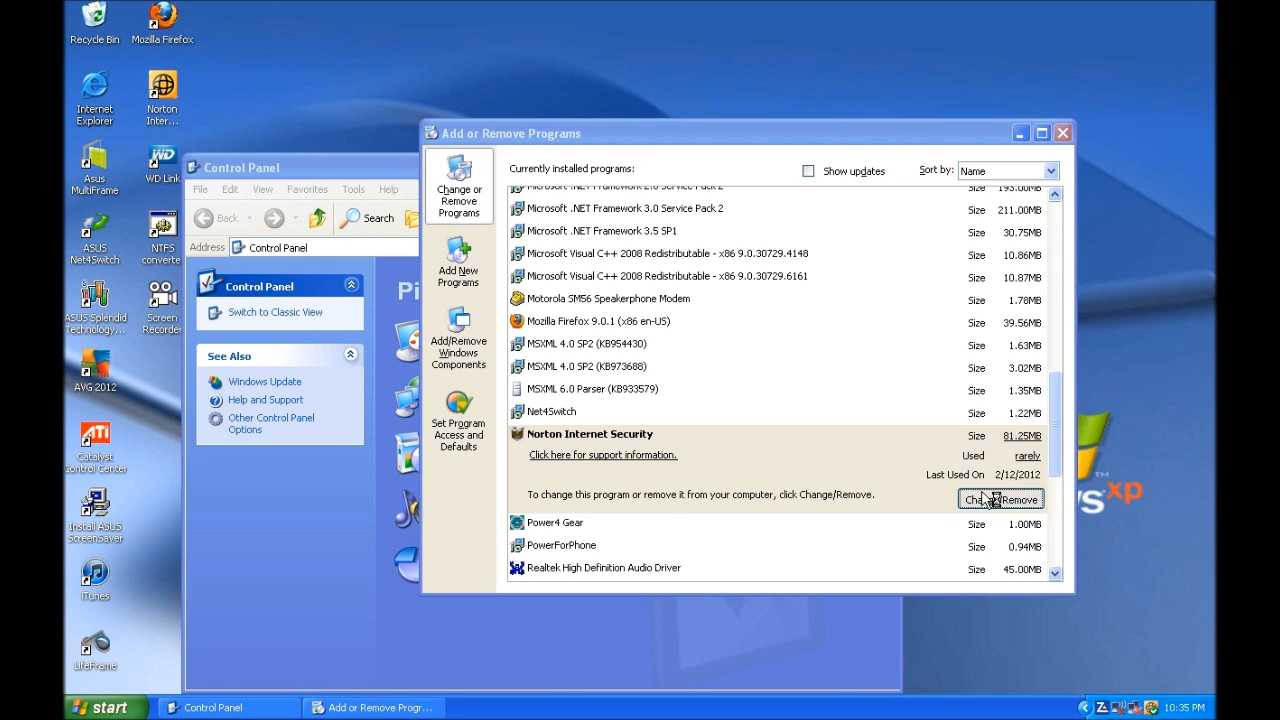 Recycle Bin
Mozilla Firefox
Internet Explorer
Norton Inter...
Asus MultiFrame
WD Link
ASUS Net4Switch
NTFS converte
ASUS Splendid Technology...
Screen Recorder
AVG 2012
ATI
Catalyst Control Center
Install ASUS ScreenSaver
iTunes
LifeFrame
Control Panel
File Edit View Favorites Tools Help
Back
Search
Address Control Panel
Control Panel
Switch to Classic View
See Also
Windows Update
Help and Support
Other Control Panel Options
Pi
Add or Remove Programs
Change or Remove Programs
Add New Programs
Add/Remove Windows Components
Set Program Access and Defaults
Currently installed programs:
Show updates
Sort by: Name
Microsoft .NET Framework 2.0 Service Pack 2 Size 193.00MB
Microsoft .NET Framework 3.0 Service Pack 2 Size 211.00MB
Microsoft .NET Framework 3.5 SP1 Size 30.75MB
Microsoft Visual C++ 2008 Redistributable - x86 9.0.30729.4148 Size 10.86MB
Microsoft Visual C++ 2008 Redistributable - x86 9.0.30729.6161 Size 10.87MB
Motorola SM56 Speakerphone Modem Size 1.78MB
Mozilla Firefox 9.0.1 (x86 en-US) Size 39.56MB
MSXML 4.0 SP2 (KB954430) Size 1.63MB
MSXML 4.0 SP2 (KB973688) Size 3.02MB
MSXML 6.0 Parser (KB933579) Size 1.35MB
Net4Switch Size 1.22MB
Norton Internet Security Size 81.25MB
Click here for support information. Used rarely
Last Used On 2/12/2012
To change this program or remove it from your computer, click Change/Remove.
Change/Remove
Power4 Gear Size 1.00MB
PowerForPhone Size 0.94MB
Realtek High Definition Audio Driver Size 45.00MB
xp
start
Control Panel
Add or Remove Progr...
10:35 PM